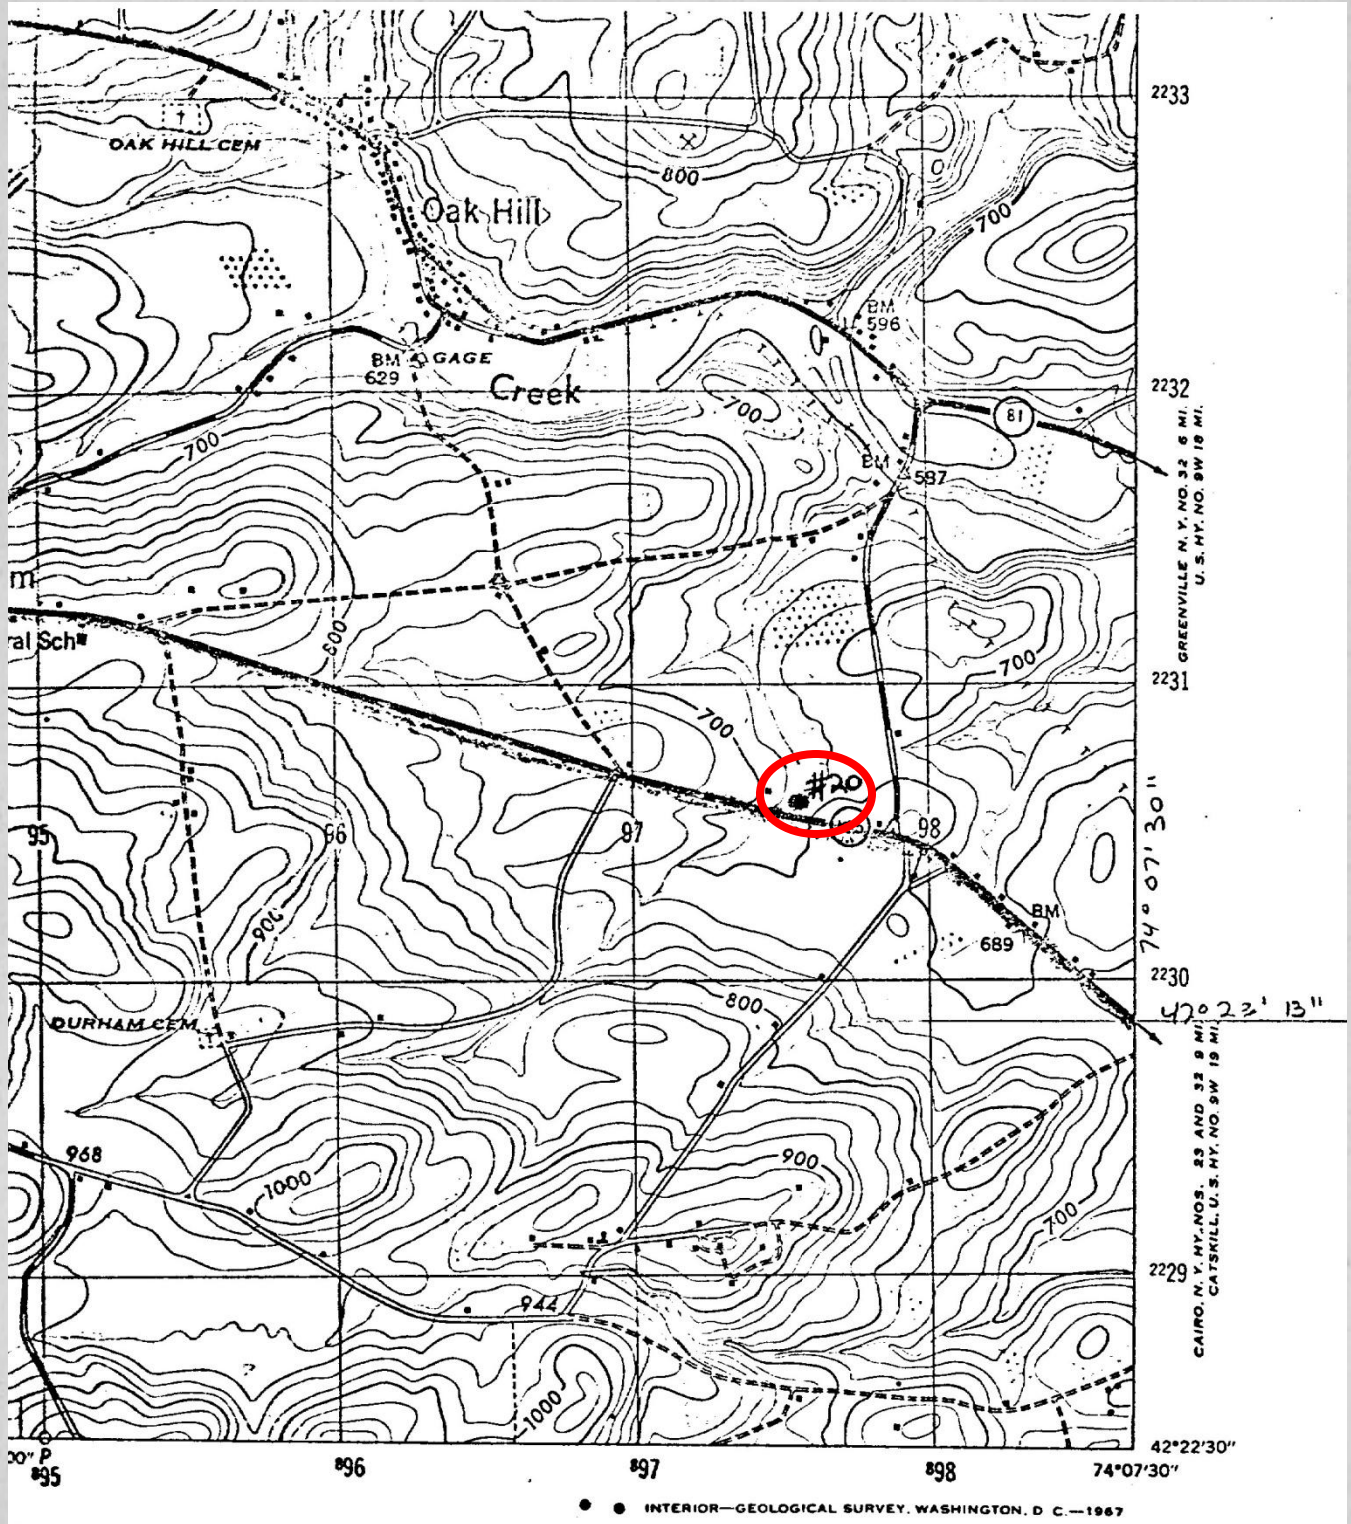 2233
OAK HILL CEM
800
Oak Hill
700
BM
596
BM
629
GAGE
Creek
2232
81
700
700
BM
587
GREENVILLE N. Y. NO. 32 6 MI.
U. S. HY. NO. 9W 18 MI.
m
ral Sch
800
700
2231
700
#20
95
96
97
98
74° 07' 30"
900
BM
689
2230
800
42° 23' 13"
DURHAM CEM
968
1000
900
700
CAIRO, N. Y. HY. NOS. 23 AND 32 9 MI.
CATSKILL, U. S. HY. NO. 9W 19 MI.
2229
944
1000
00" P
42°22'30"
895
896
897
898
74°07'30"
INTERIOR—GEOLOGICAL SURVEY, WASHINGTON, D C.—1967